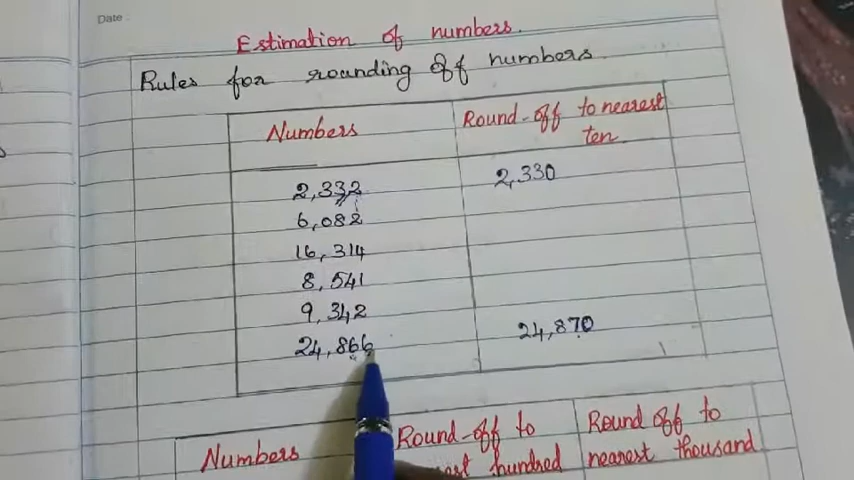 Date :
Estimation of numbers.
Rules for rounding off numbers
Numbers Round-off to nearest
ten
2,332 2,330
6,082
16,314
8,541
9,342
24,866 24,870
Numbers Round-off to Round off to
hundred nearest thousand